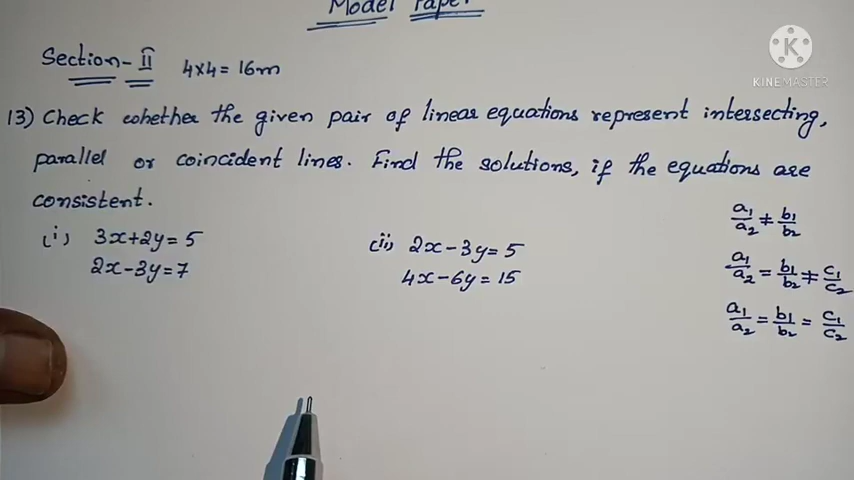 Model Paper
Section-II 4×4=16m
KINEMASTER
13) Check whether the given pair of linear equations represent intersecting,
parallel or coincident lines. Find the solutions, if the equations are
consistent.
(i) 3x+2y=5
2x-3y=7
(ii) 2x-3y=5
4x-6y=15
a₁/a₂ ≠ b₁/b₂
a₁/a₂ = b₁/b₂ ≠ c₁/c₂
a₁/a₂ = b₁/b₂ = c₁/c₂